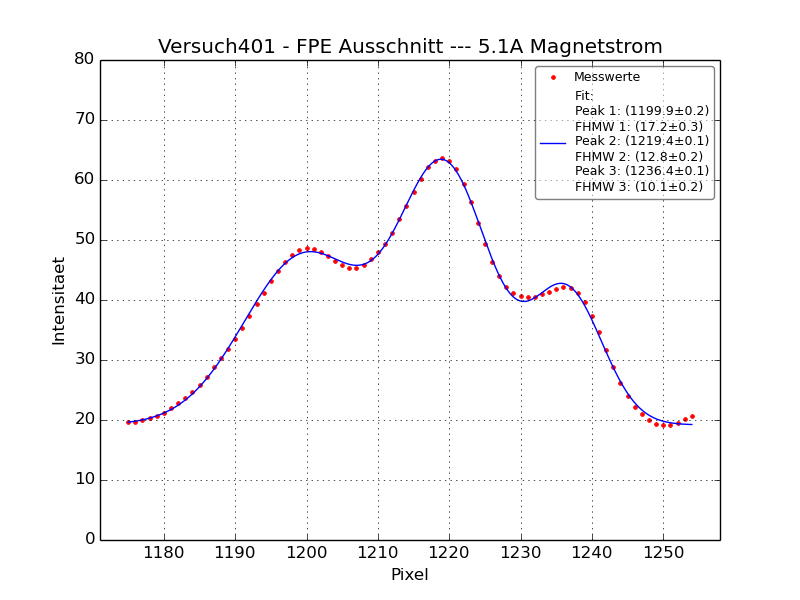 Versuch401 - FPE Ausschnitt --- 5.1A Magnetstrom
Messwerte
Fit:
Peak 1: (1199.9±0.2)
FHMW 1: (17.2±0.3)
Peak 2: (1219.4±0.1)
FHMW 2: (12.8±0.2)
Peak 3: (1236.4±0.1)
FHMW 3: (10.1±0.2)
Intensitaet
80
70
60
50
40
30
20
10
0
1180 1190 1200 1210 1220 1230 1240 1250
Pixel